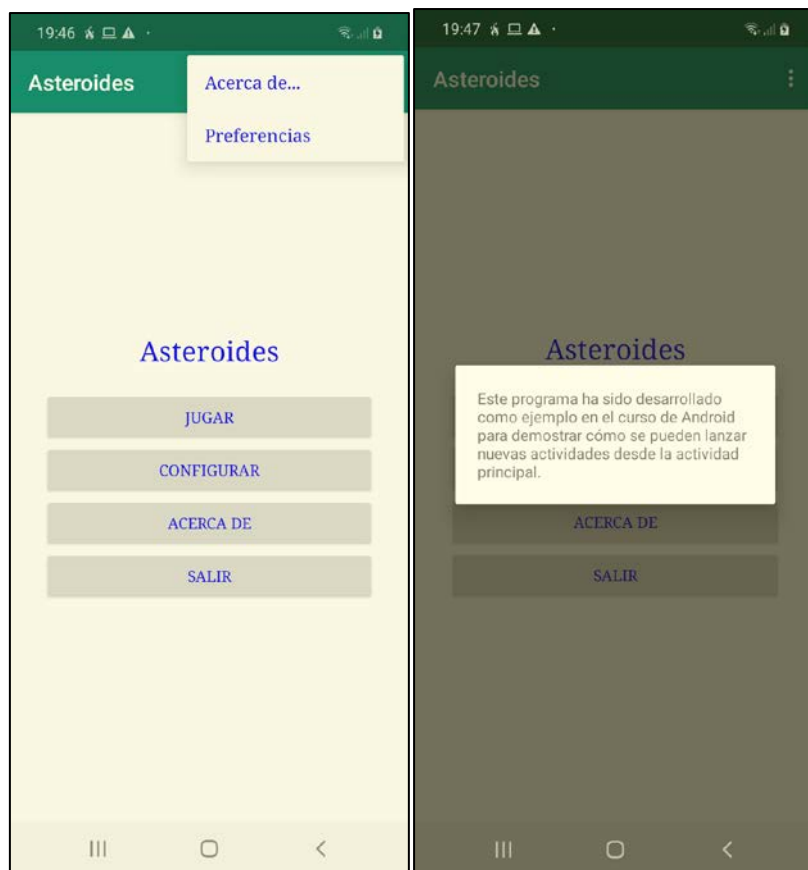 19:46
Asteroides
Acerca de...
Preferencias
Asteroides
JUGAR
CONFIGURAR
ACERCA DE
SALIR
19:47
Asteroides
Asteroides
Este programa ha sido desarrollado
como ejemplo en el curso de Android
para demostrar cómo se pueden lanzar
nuevas actividades desde la actividad
principal.
ACERCA DE
SALIR